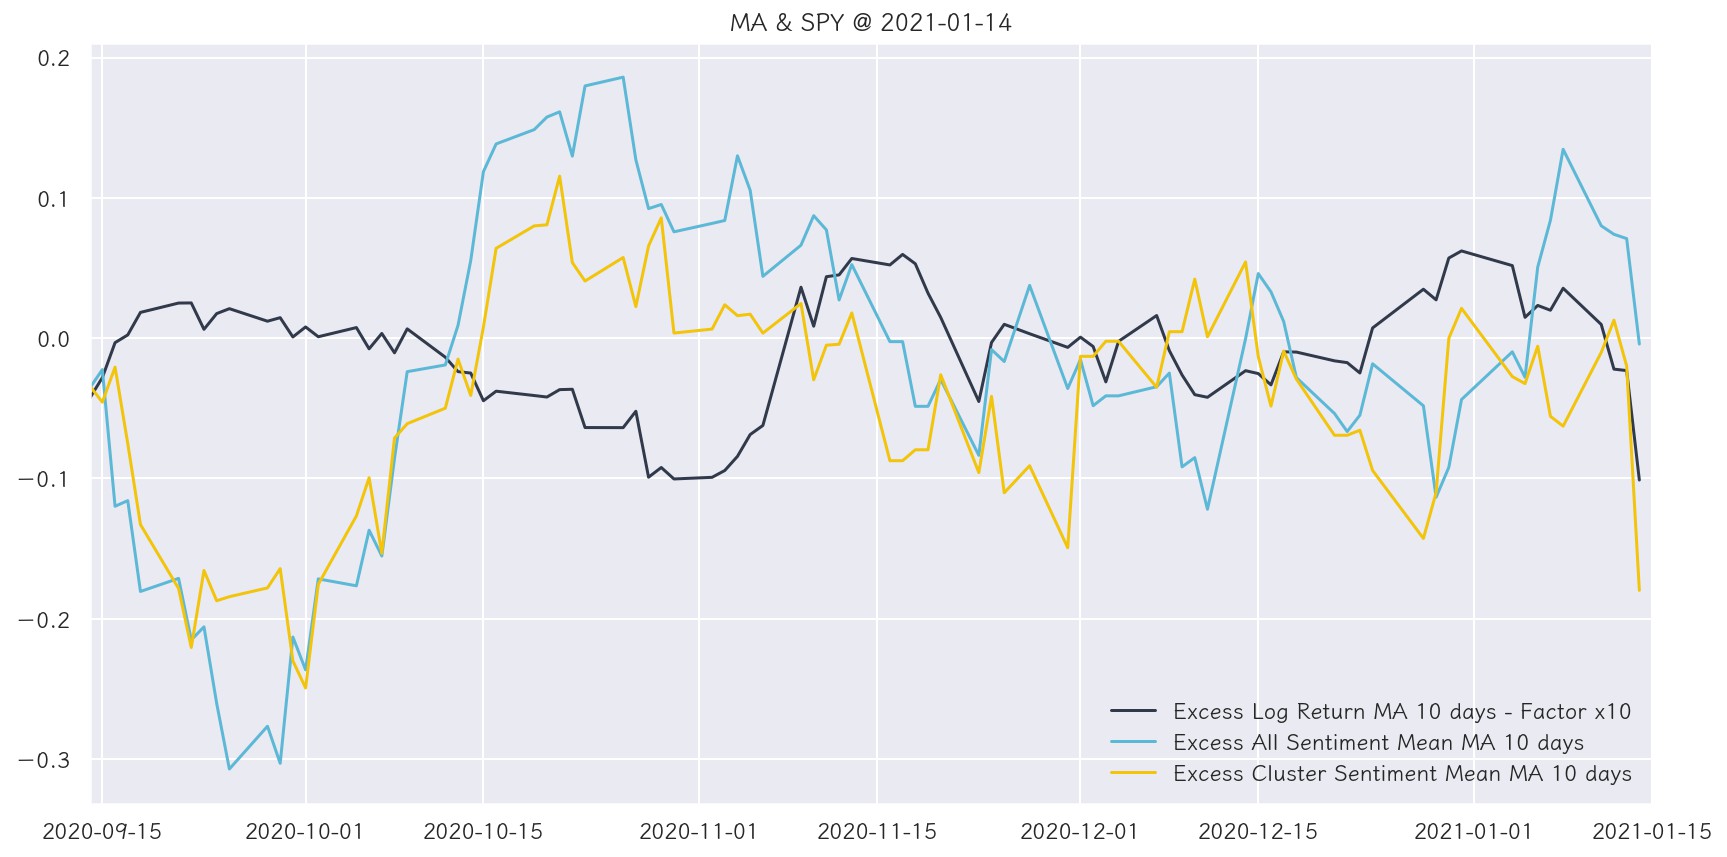 MA & SPY @ 2021-01-14
0.2
0.1
0.0
−0.1
−0.2
−0.3
Excess Log Return MA 10 days - Factor x10
Excess All Sentiment Mean MA 10 days
Excess Cluster Sentiment Mean MA 10 days
2020-09-15 2020-10-01 2020-10-15 2020-11-01 2020-11-15 2020-12-01 2020-12-15 2021-01-01 2021-01-15